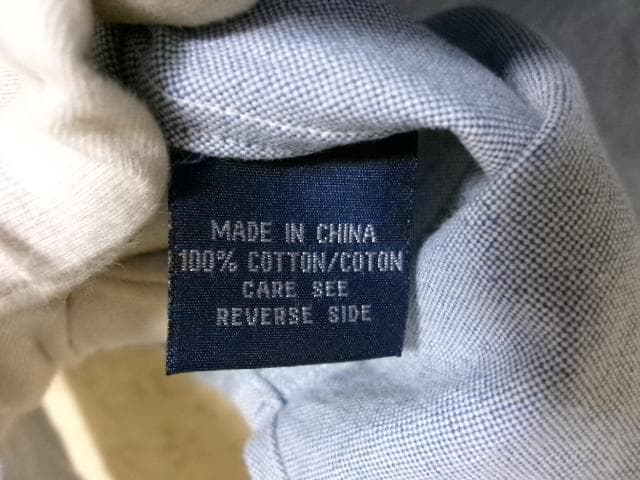 MADE IN CHINA
100% COTTON/COTON
CARE SEE
REVERSE SIDE